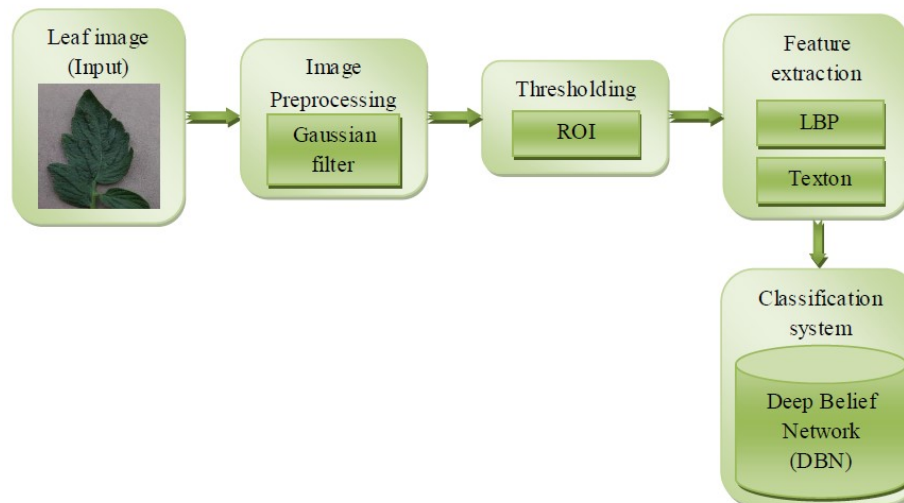 Leaf image
(Input)
Image
Preprocessing
Gaussian
filter
Thresholding
ROI
Feature
extraction
LBP
Texton
Classification
system
Deep Belief
Network
(DBN)